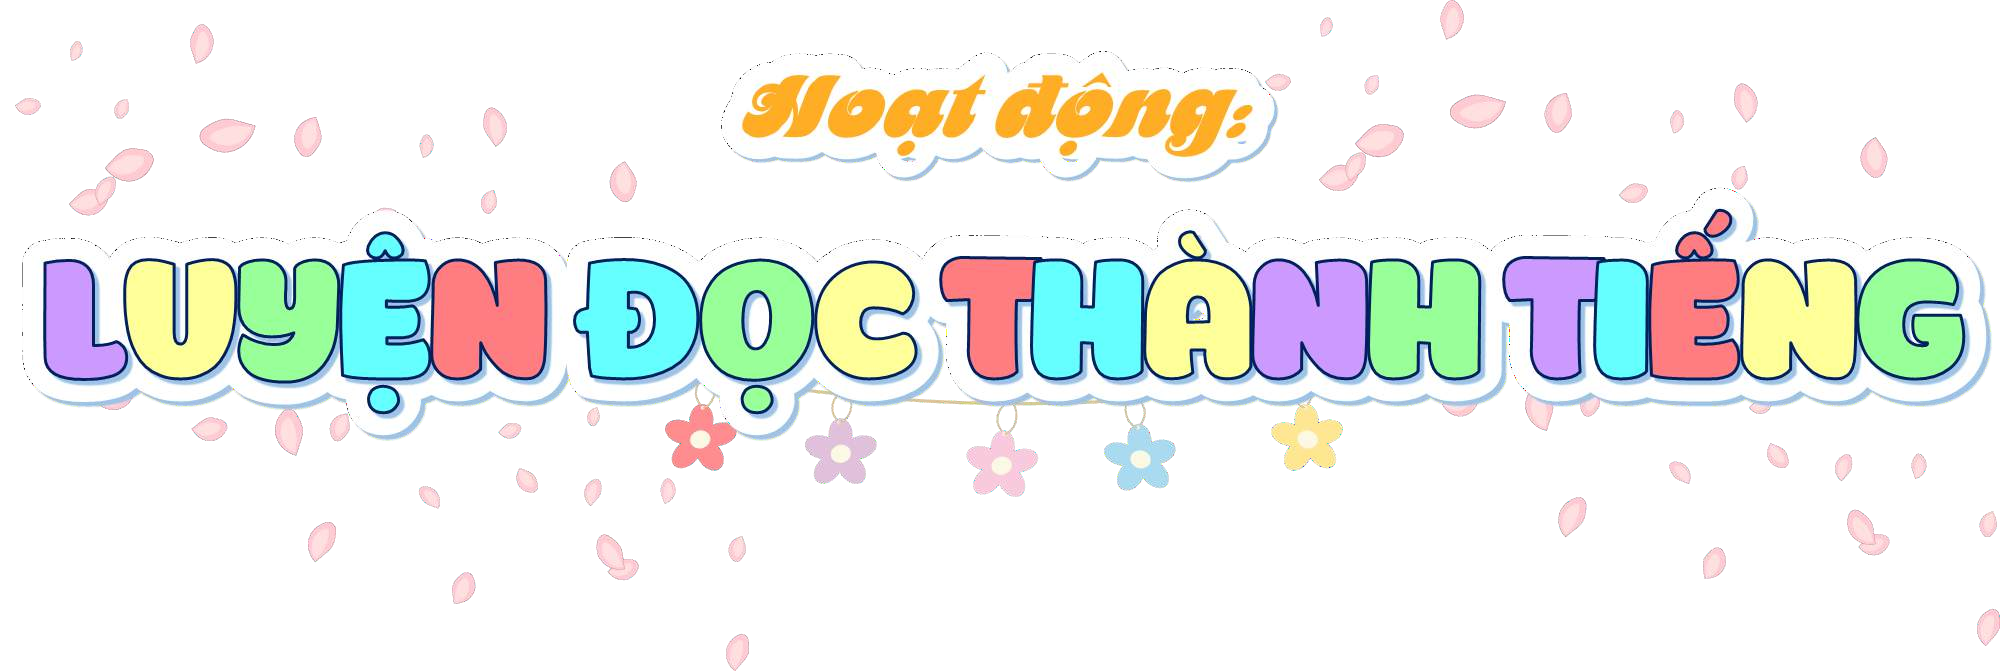 Hoạt động:
LUYỆN ĐỌC THÀNH TIẾNG